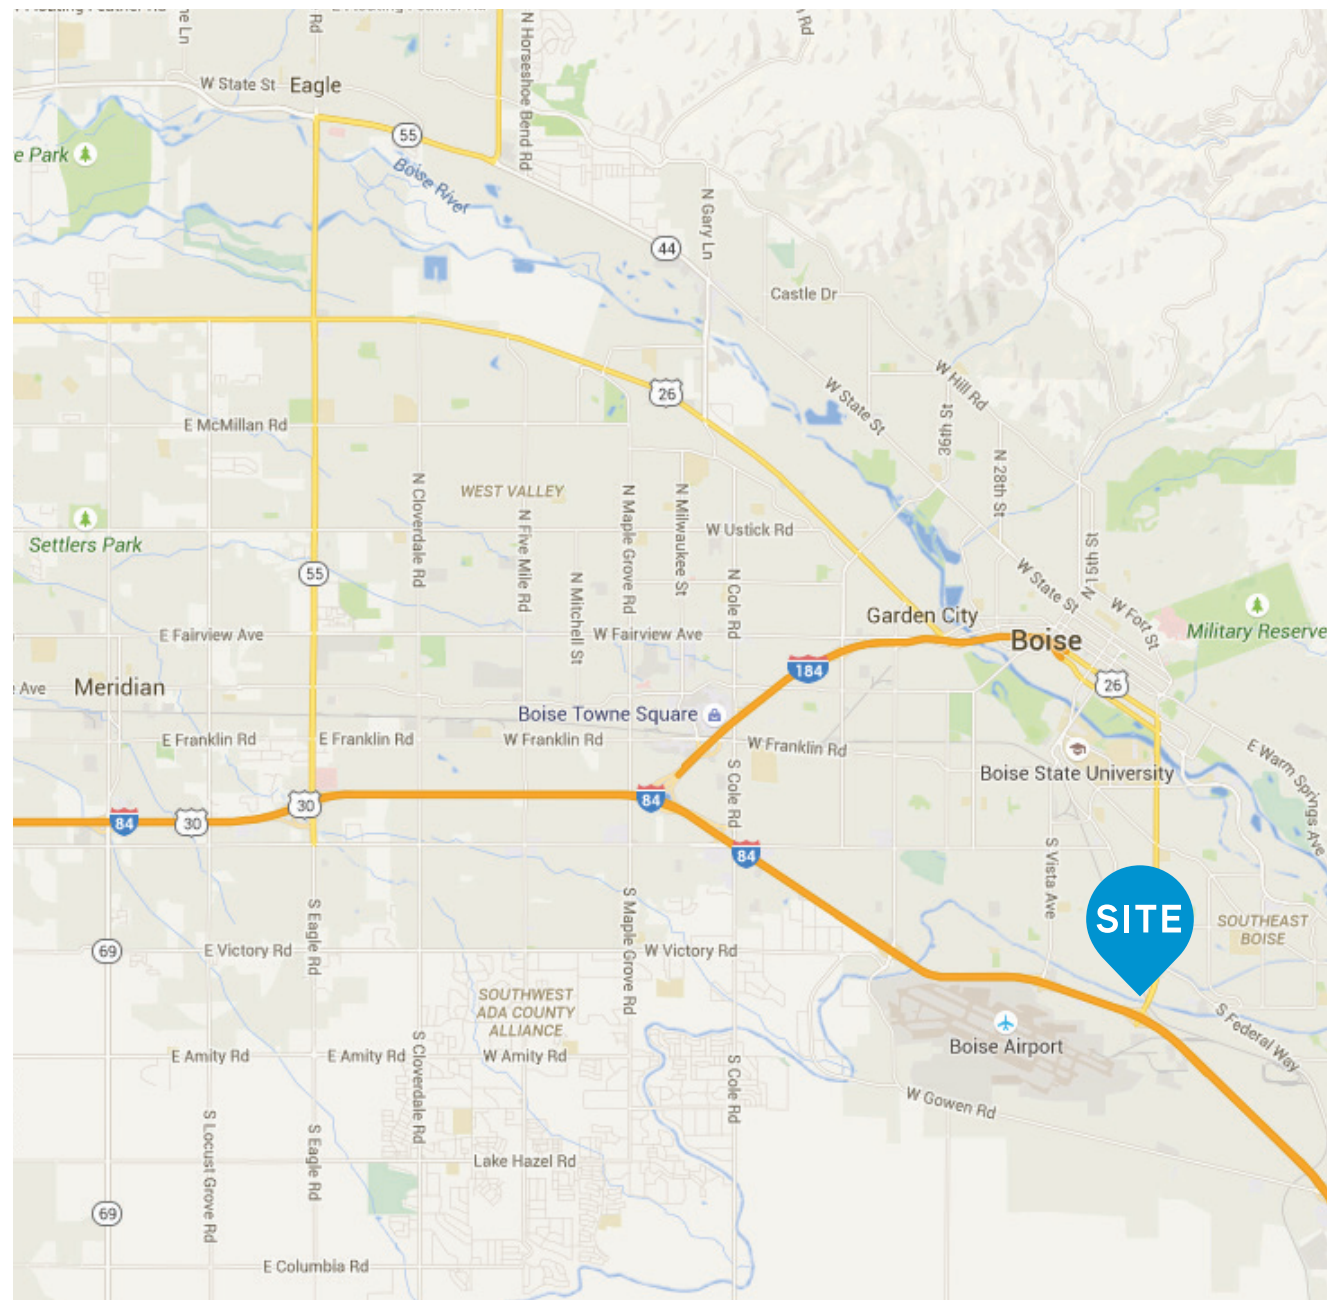 Rd
Rd
W State St
Eagle
N Horseshoe Bend Rd
55
e Park
Boise River
N Gary Ln
44
Castle Dr
W Hill Rd
26
W State St
36th St
E McMillan Rd
N 28th St
WEST VALLEY
N Cloverdale Rd
N Five Mile Rd
N Maple Grove Rd
N Milwaukee St
W Ustick Rd
Settlers Park
N 15th St
55
N Mitchell St
N Cole Rd
W State St
W Fort St
Garden City
Military Reserve
E Fairview Ave
W Fairview Ave
Boise
184
Ave
Meridian
26
Boise Towne Square
E Franklin Rd
E Franklin Rd
W Franklin Rd
W Franklin Rd
E Warm Springs Ave
Boise State University
S Cole Rd
84
30
30
84
84
S Vista Ave
SITE
SOUTHEAST
BOISE
S Eagle Rd
S Maple Grove Rd
69
E Victory Rd
W Victory Rd
SOUTHWEST
ADA COUNTY
ALLIANCE
S Federal Way
Boise Airport
E Amity Rd
E Amity Rd
W Amity Rd
S Cloverdale Rd
S Cole Rd
W Gowen Rd
S Locust Grove Rd
S Eagle Rd
Lake Hazel Rd
69
E Columbia Rd